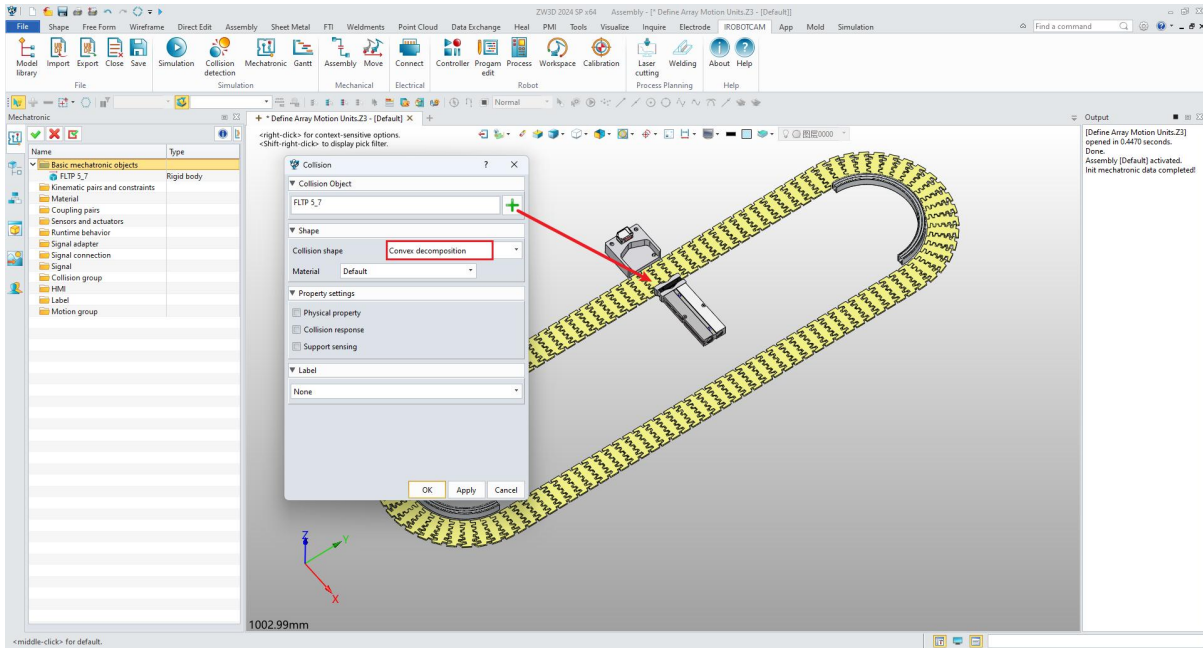 ZW3D 2024 SP x64 Assembly - [* Define Array Motion Units.Z3 - [Default]]
File Shape Free Form Wireframe Direct Edit Assembly Sheet Metal FTI Weldments Point Cloud Data Exchange Heal PMI Tools Visualize Inquire Electrode IROBOTCAM App Mold Simulation Find a command
Model library Import Export Close Save Simulation Collision detection Mechatronic Gantt Assembly Move Connect Controller Progam edit Process Workspace Calibration Laser cutting Welding About Help
File Simulation Mechanical Electrical Robot Process Planning Help
Normal
Mechatronic
* Define Array Motion Units.Z3 - [Default]
Output
<right-click> for context-sensitive options.
<Shift-right-click> to display pick filter.
图层0000
[Define Array Motion Units.Z3]
opened in 0.4470 seconds.
Done.
Assembly [Default] activated.
Init mechatronic data completed!
Name Type
Basic mechatronic objects
FLTP 5_7 Rigid body
Kinematic pairs and constraints
Material
Coupling pairs
Sensors and actuators
Runtime behavior
Signal adapter
Signal connection
Signal
Collision group
HMI
Label
Motion group
Collision ?
Collision Object
FLTP 5_7
Shape
Collision shape Convex decomposition
Material Default
Property settings
Physical property
Collision response
Support sensing
Label
None
OK Apply Cancel
Z
Y
X
1002.99mm
<middle-click> for default.